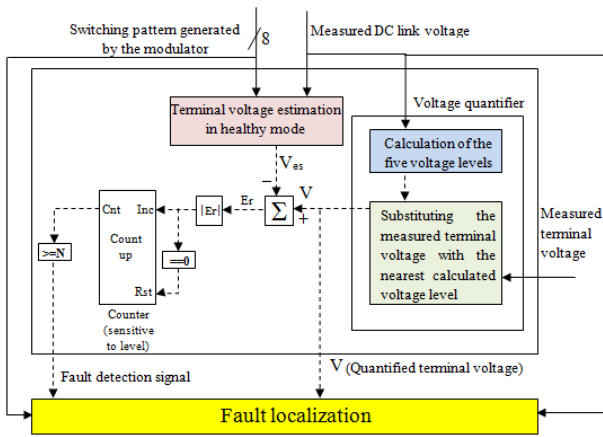 Switching pattern generated
by the modulator
8
Measured DC link voltage
Terminal voltage estimation
in healthy mode
Voltage quantifier
Calculation of the
five voltage levels
V_es
−
V
+
Σ
Er
|Er|
Cnt Inc
Count
up
Rst
>=N
==0
Counter
(sensitive
to level)
Substituting the
measured terminal
voltage with the
nearest calculated
voltage level
Measured
terminal
voltage
Fault detection signal
V (Quantified terminal voltage)
Fault localization